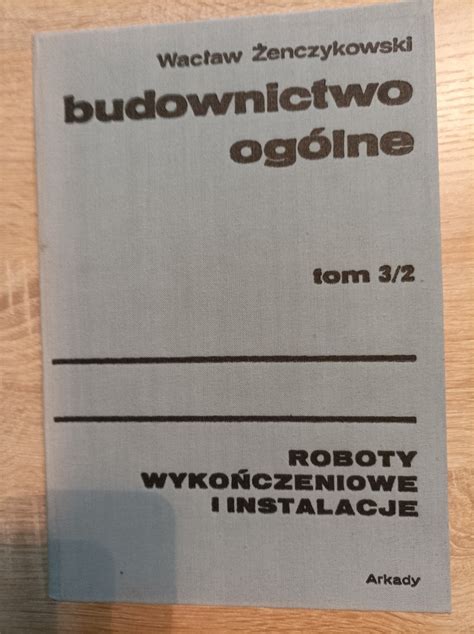 Wacław Żenczykowski
budownictwo
ogólne
tom 3/2
ROBOTY
WYKOŃCZENIOWE
I INSTALACJE
Arkady